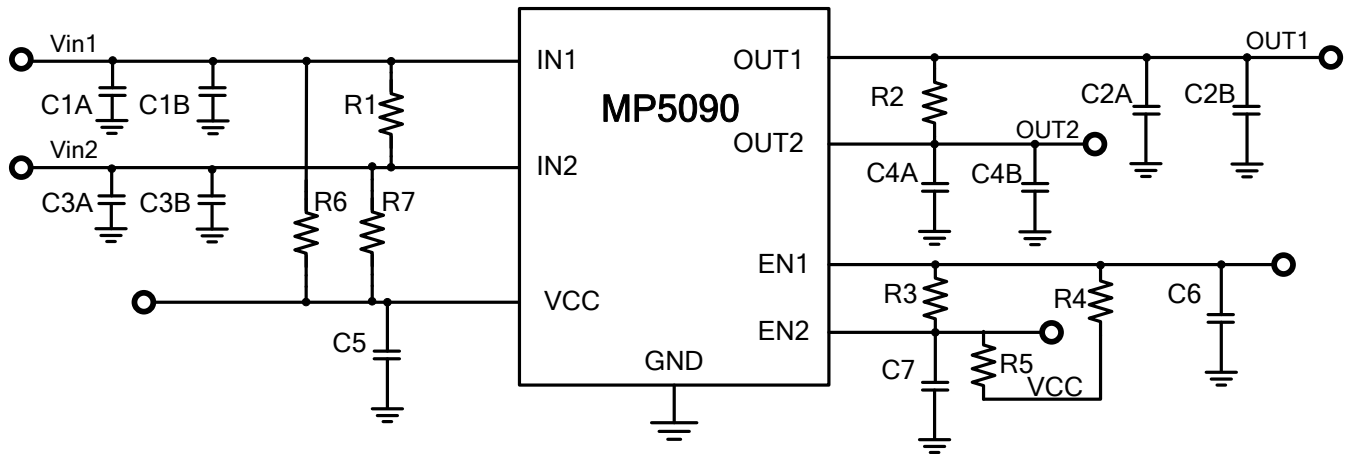 Vin1
C1A
C1B
R1
Vin2
C3A
C3B
R6
R7
C5
IN1
IN2
VCC
MP5090
GND
OUT1
OUT2
EN1
EN2
OUT1
R2
C2A
C2B
OUT2
C4A
C4B
R3
R4
C6
C7
R5
VCC